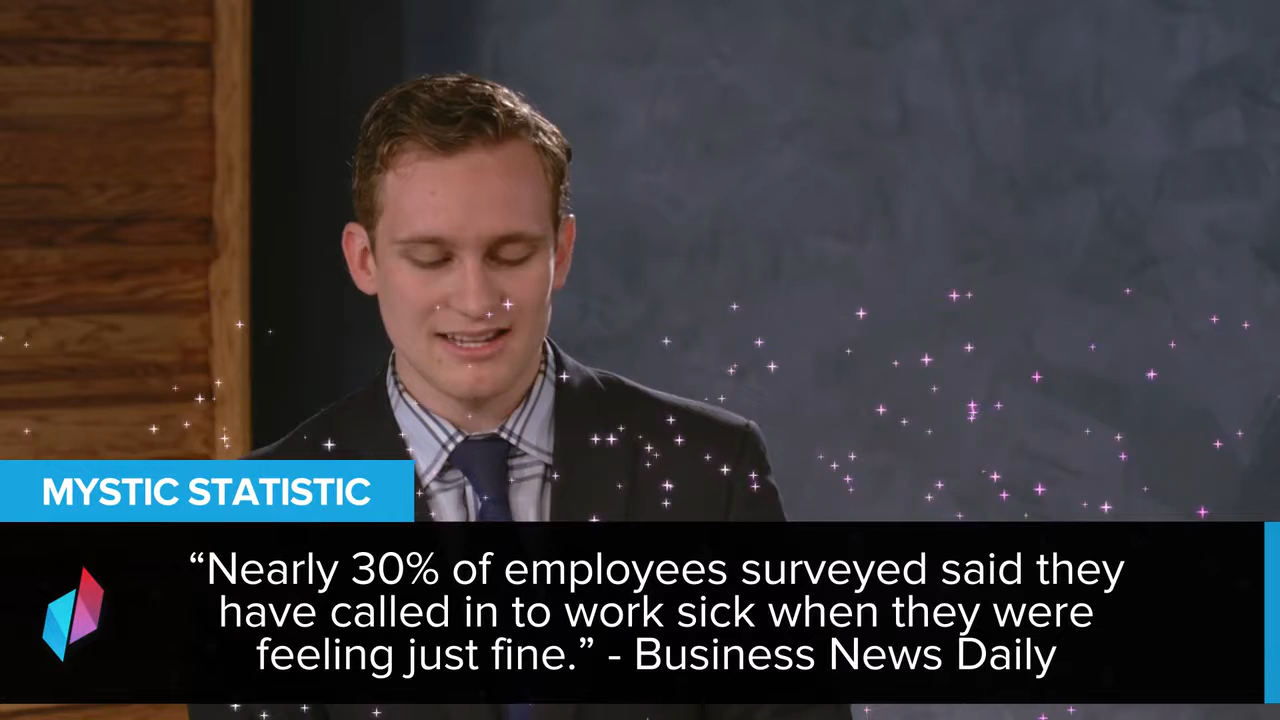 MYSTIC STATISTIC
“Nearly 30% of employees surveyed said they
have called in to work sick when they were
feeling just fine.” - Business News Daily